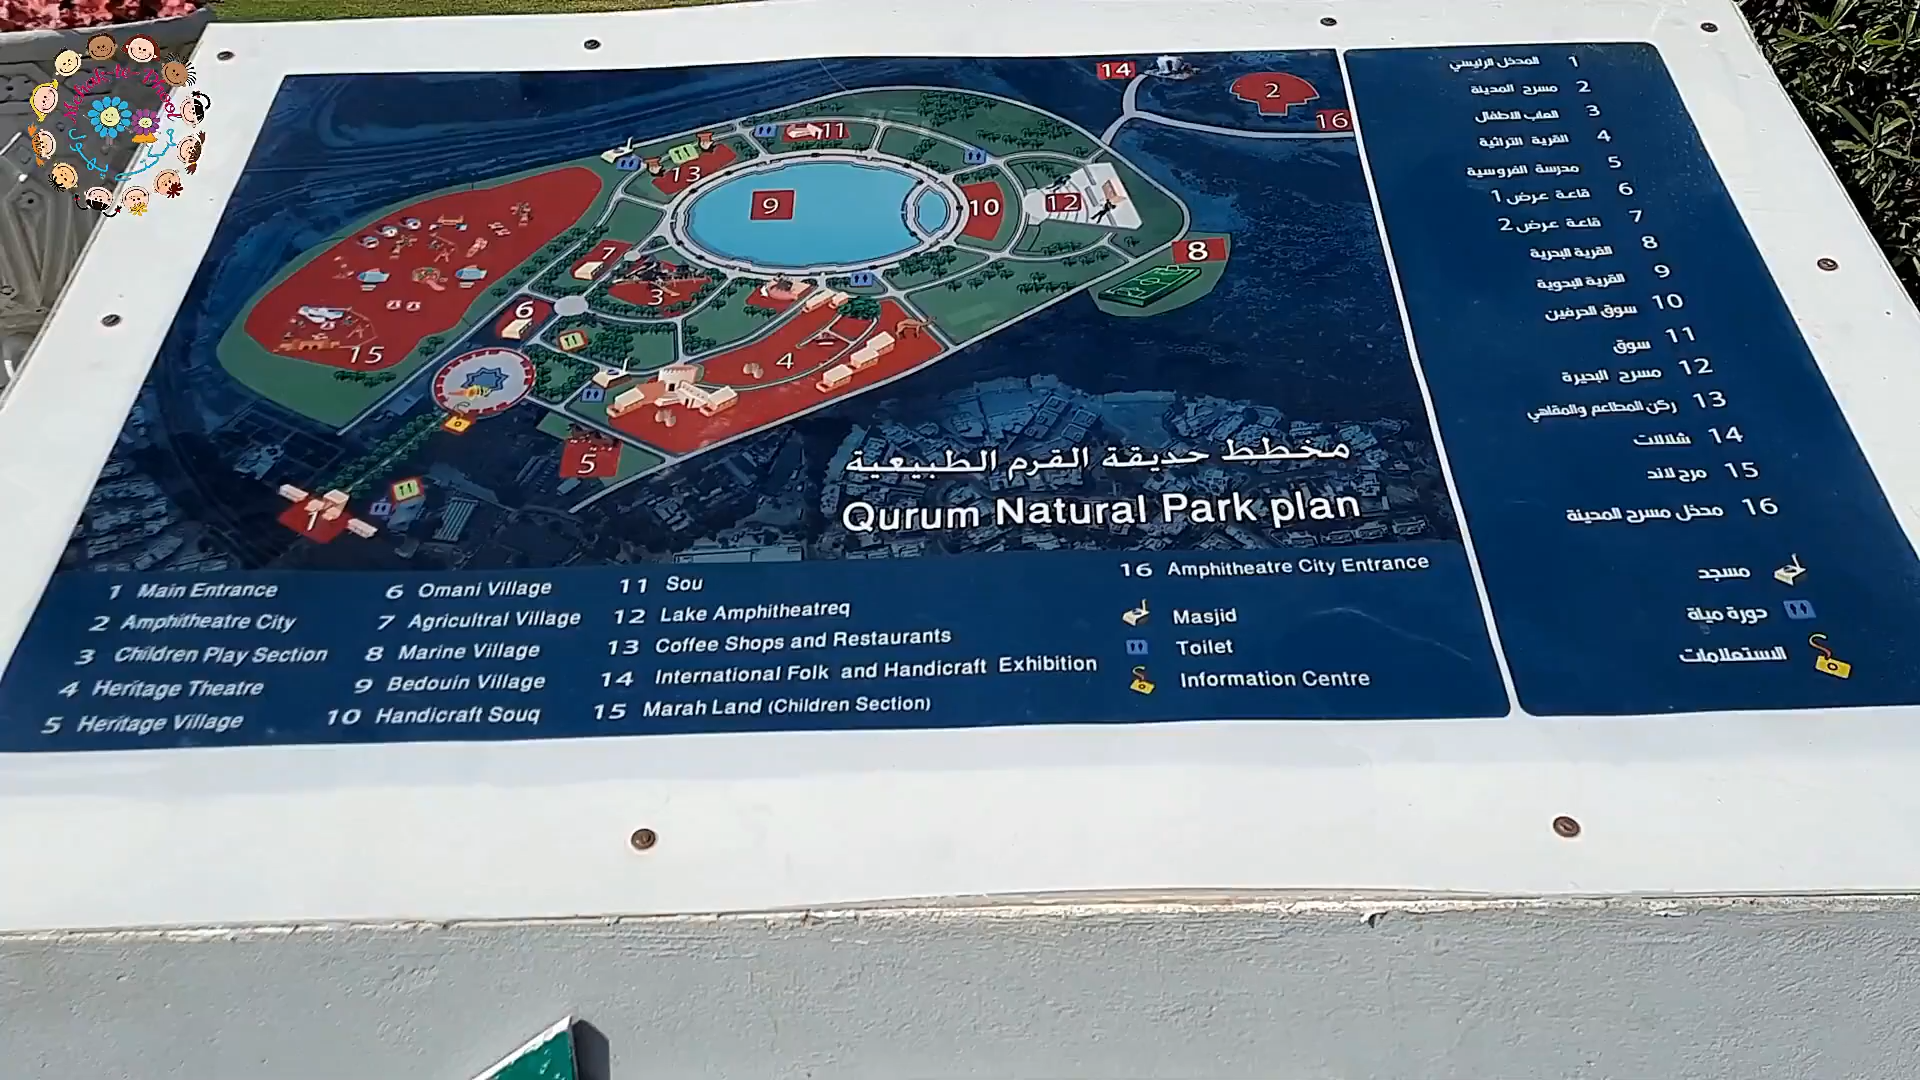 Mehak-te-Phool
مہکتے پھول
14
2
16
11
13
9
10
12
7
8
3
6
15
4
5
1
مخطط حديقة القرم الطبيعية
Qurum Natural Park plan
1 Main Entrance
2 Amphitheatre City
3 Children Play Section
4 Heritage Theatre
5 Heritage Village
6 Omani Village
7 Agricultral Village
8 Marine Village
9 Bedouin Village
10 Handicraft Souq
11 Sou
12 Lake Amphitheatreq
13 Coffee Shops and Restaurants
14 International Folk and Handicraft Exhibition
15 Marah Land (Children Section)
16 Amphitheatre City Entrance
Masjid
Toilet
Information Centre
1 المدخل الرئيسي
2 مسرح المدينة
3 العاب الاطفال
4 القرية التراثية
5 مدرسة الفروسية
6 قاعة عرض 1
7 قاعة عرض 2
8 القرية البحرية
9 القرية البدوية
10 سوق الحرفين
11 سوق
12 مسرح البحيرة
13 ركن المطاعم والمقاهي
14 شلالات
15 مرح لاند
16 مدخل مسرح المدينة
مسجد
دورة مياة
الاستعلامات